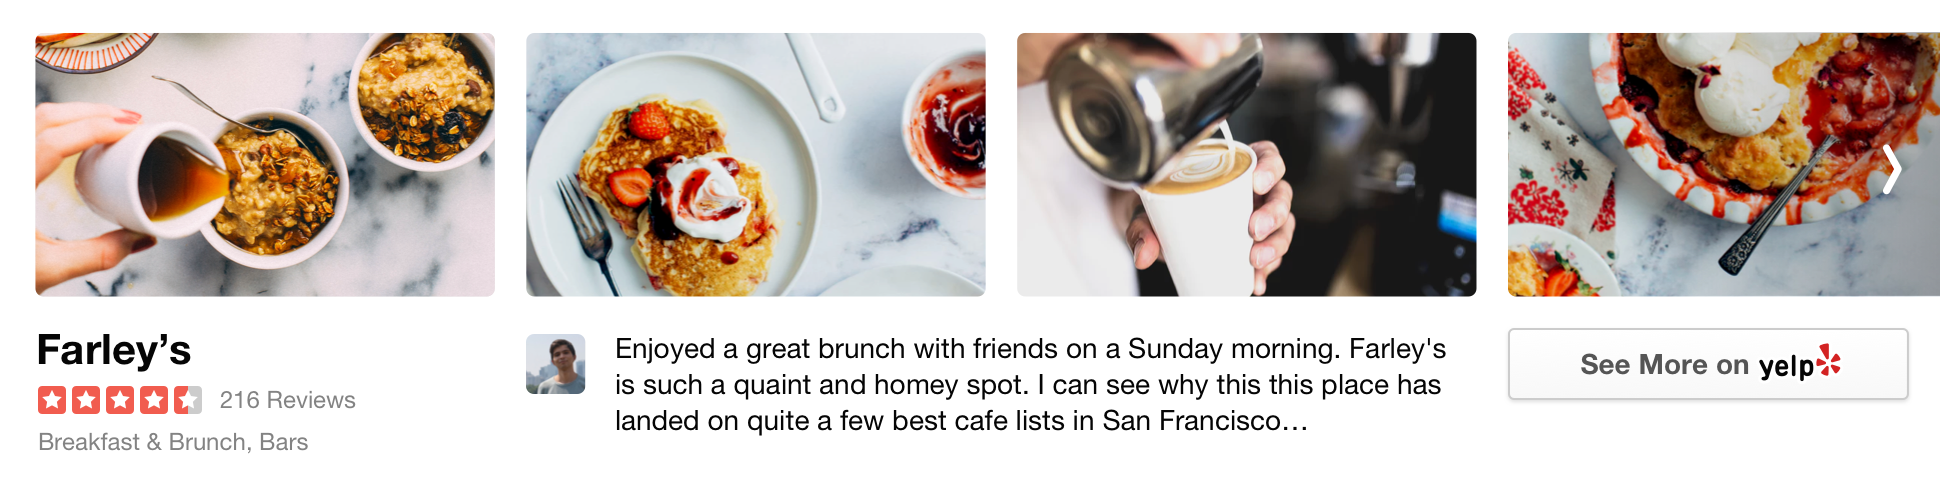 Farley’s
216 Reviews
Breakfast & Brunch, Bars
Enjoyed a great brunch with friends on a Sunday morning. Farley's
is such a quaint and homey spot. I can see why this this place has
landed on quite a few best cafe lists in San Francisco…
See More on yelp